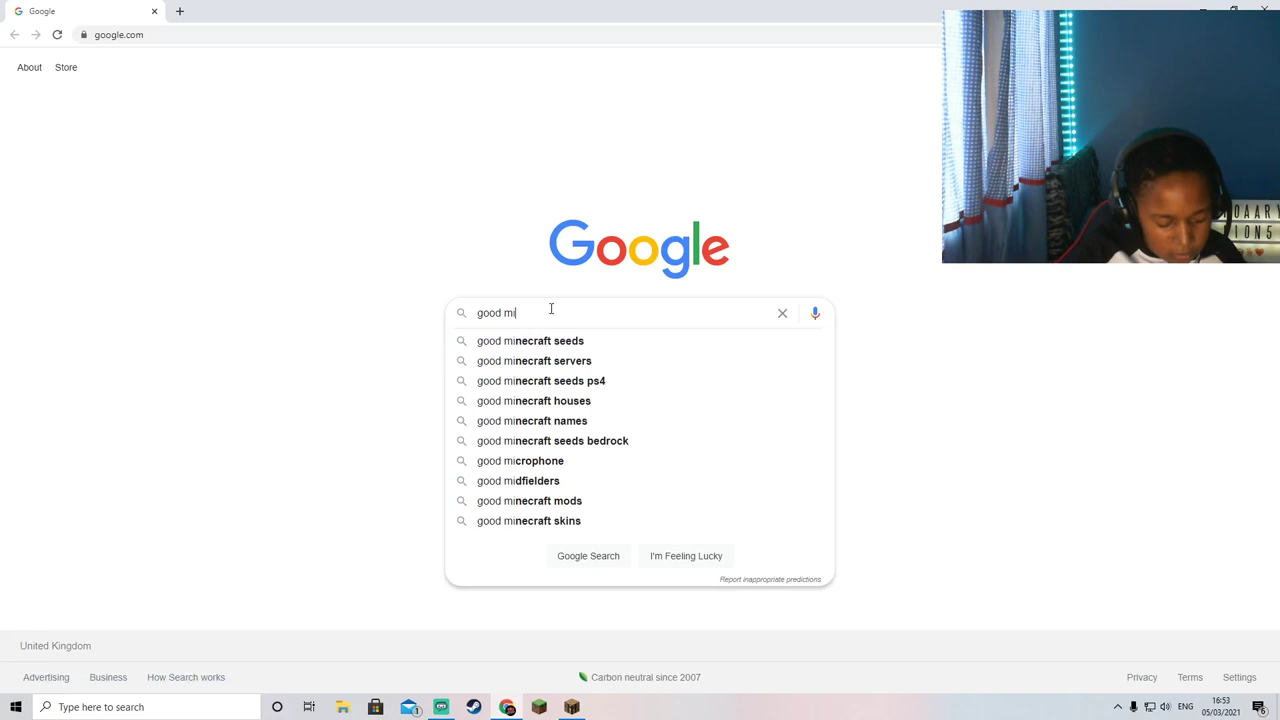 Google
google.com
About Store
Google
good mi
good minecraft seeds
good minecraft servers
good minecraft seeds ps4
good minecraft houses
good minecraft names
good minecraft seeds bedrock
good microphone
good midfielders
good minecraft mods
good minecraft skins
Google Search I'm Feeling Lucky
Report inappropriate predictions
United Kingdom
Advertising Business How Search works Carbon neutral since 2007 Privacy Terms Settings
Type here to search
1
ENG
16:53
05/03/2021
6